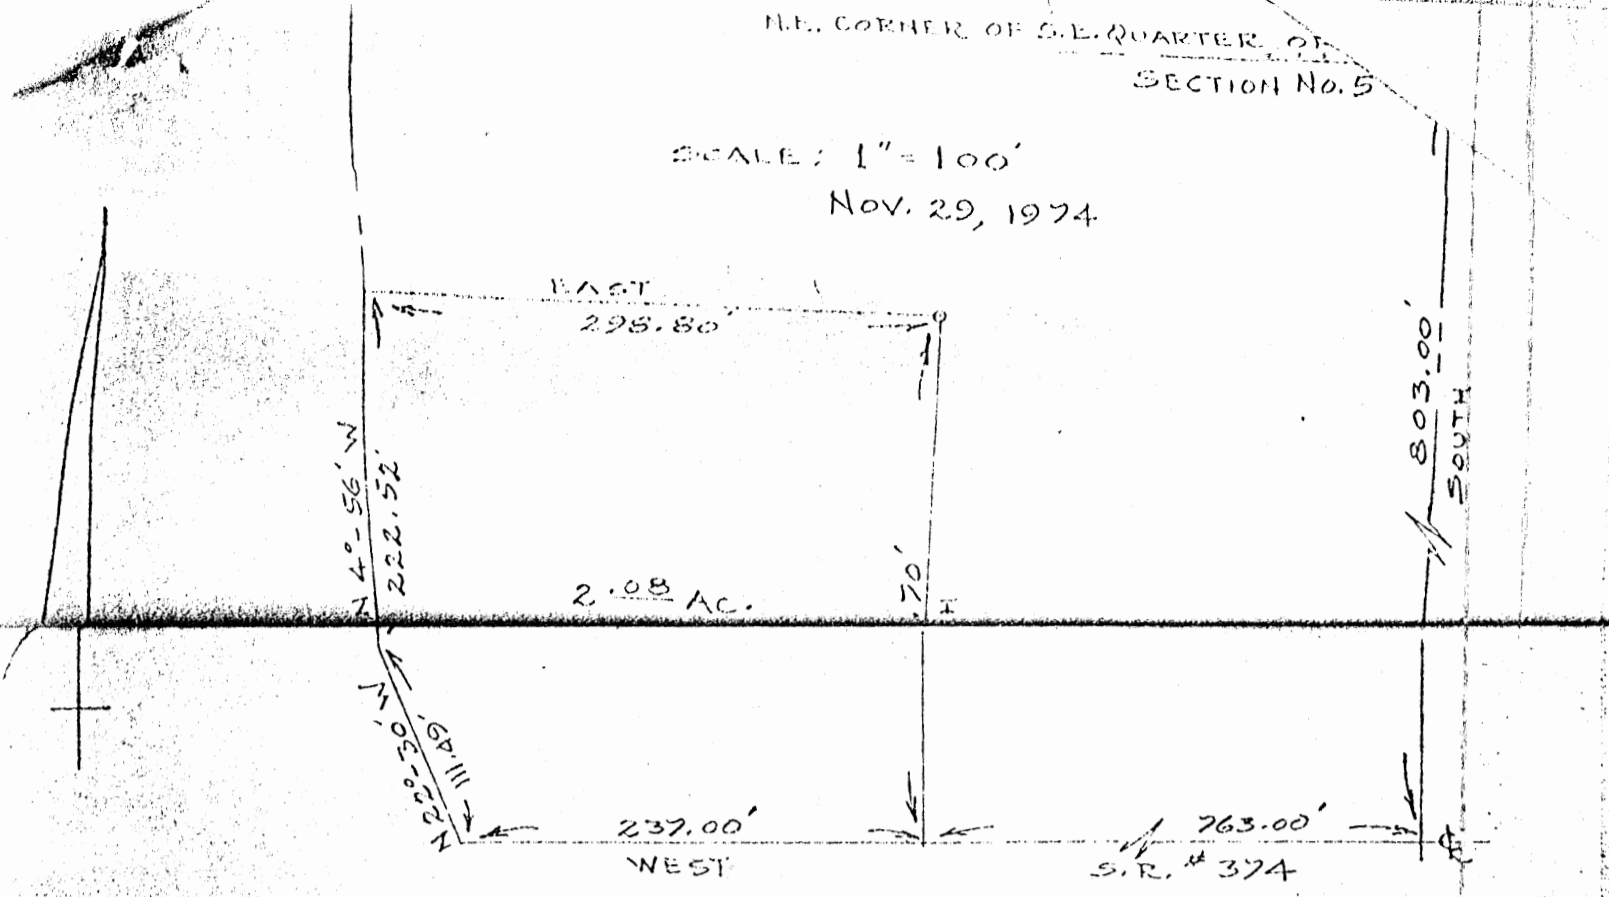 N.E. CORNER OF S.E. QUARTER OF
SECTION No. 5
SCALE: 1" = 100'
Nov. 29, 1974
EAST
298.80'
803.00'
SOUTH
N 4°-56' W
222.52'
2.08 AC.
.70'
N 22°-30' W
111.49'
237.00'
763.00'
WEST
S.R. # 374